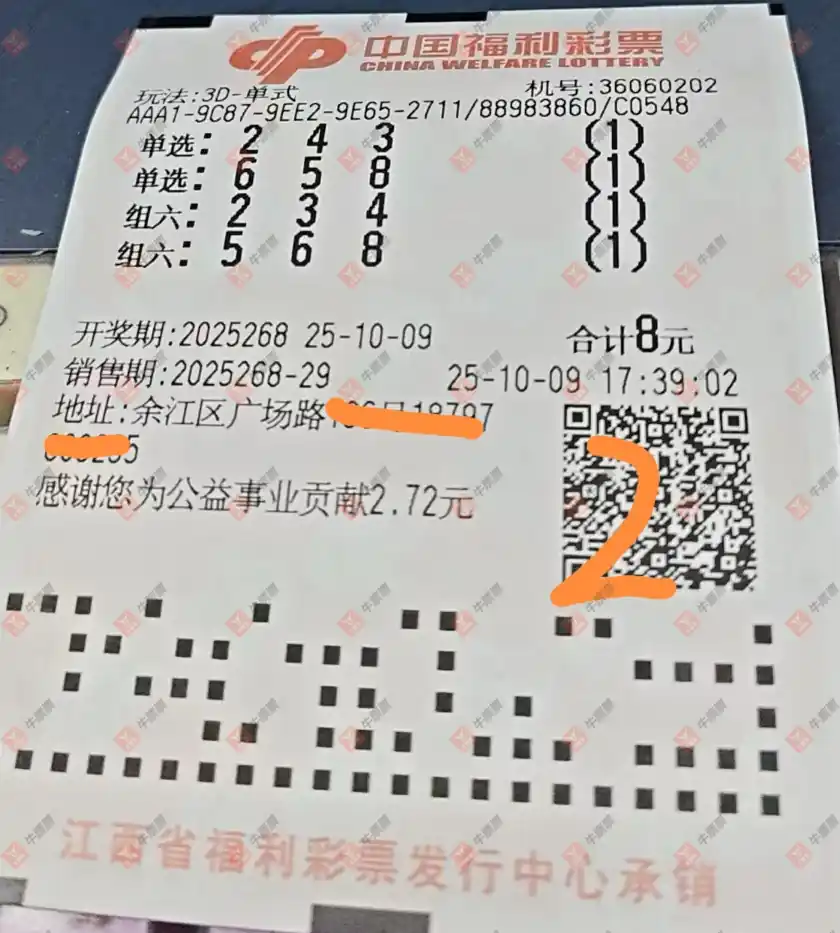 中国福利彩票
CHINA WELFARE LOTTERY
玩法:3D-单式 机号:36060202
AAA1-9C87-9EE2-9E65-2711/88983860/C0548
单选: 2 4 3 (1)
单选: 6 5 8 (1)
组六: 2 3 4 (1)
组六: 5 6 8 (1)
开奖期:2025268 25-10-09 合计8元
销售期:2025268-29 25-10-09 17:39:02
地址:余江区广场路
感谢您为公益事业贡献2.72元
2
江西省福利彩票发行中心承销